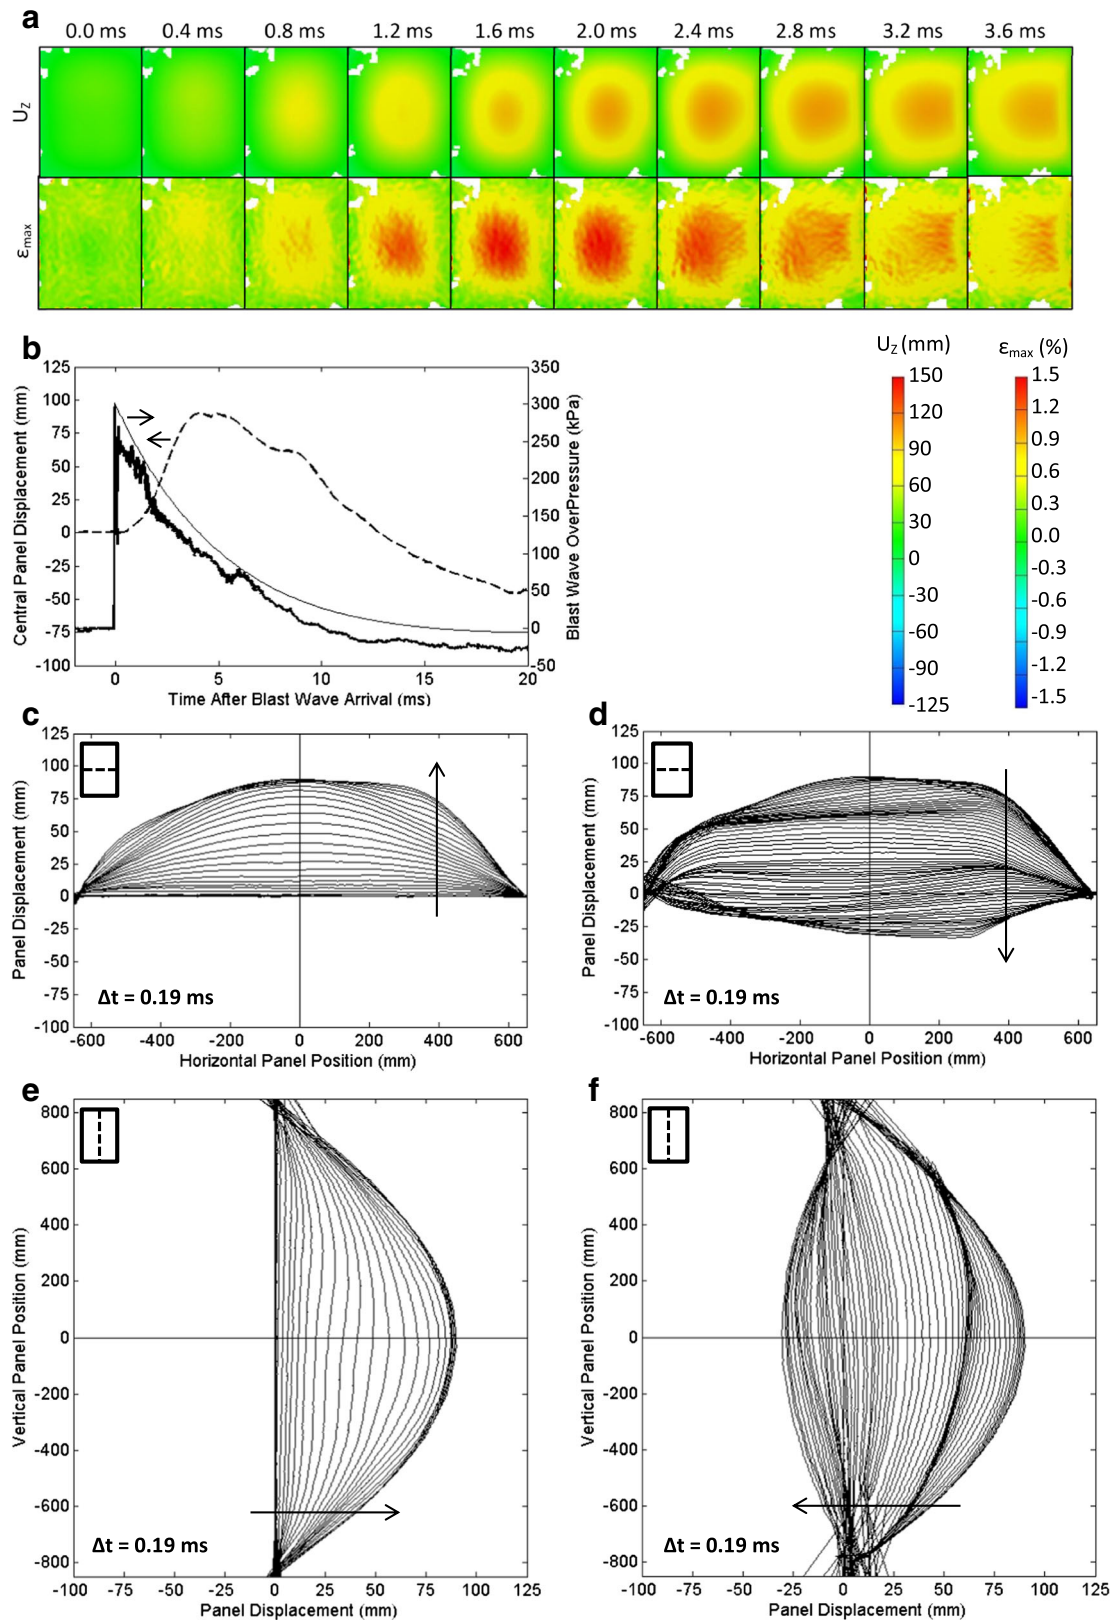 a
0.0 ms 0.4 ms 0.8 ms 1.2 ms 1.6 ms 2.0 ms 2.4 ms 2.8 ms 3.2 ms 3.6 ms
Uz
εmax
b
125
100
75
50
25
0
-25
-50
-75
-100
Central Panel Displacement (mm)
350
300
250
200
150
100
50
0
-50
Blast Wave OverPressure (kPa)
0 5 10 15 20
Time After Blast Wave Arrival (ms)
Uz (mm)
150
120
90
60
30
0
-30
-60
-90
-125
εmax (%)
1.5
1.2
0.9
0.6
0.3
0.0
-0.3
-0.6
-0.9
-1.2
-1.5
c
125
100
75
50
25
0
-25
-50
-75
-100
Panel Displacement (mm)
Δt = 0.19 ms
-600 -400 -200 0 200 400 600
Horizontal Panel Position (mm)
d
125
100
75
50
25
0
-25
-50
-75
-100
Panel Displacement (mm)
Δt = 0.19 ms
-600 -400 -200 0 200 400 600
Horizontal Panel Position (mm)
e
800
600
400
200
0
-200
-400
-600
-800
Vertical Panel Position (mm)
Δt = 0.19 ms
-100 -75 -50 -25 0 25 50 75 100 125
Panel Displacement (mm)
f
800
600
400
200
0
-200
-400
-600
-800
Vertical Panel Position (mm)
Δt = 0.19 ms
-100 -75 -50 -25 0 25 50 75 100 125
Panel Displacement (mm)